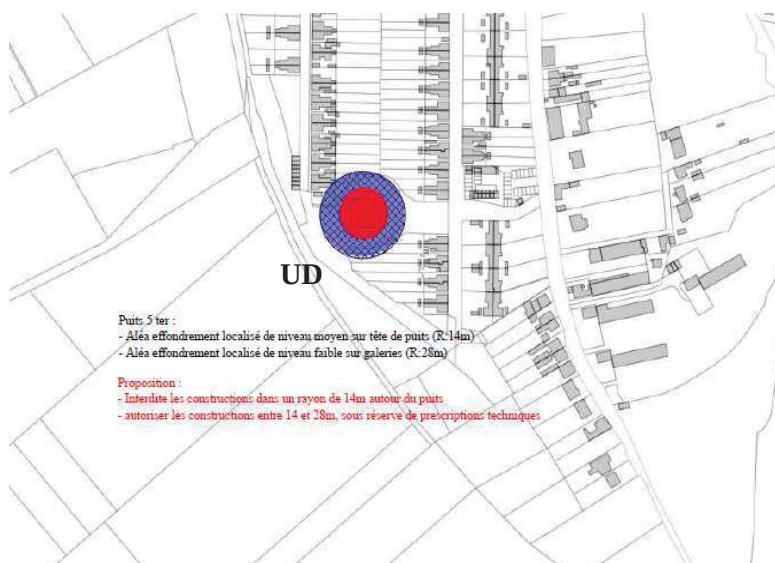 UD
Puits 5 ter :
- Aléa effondrement localisé de niveau moyen sur tête de puits (R:14m)
- Aléa effondrement localisé de niveau faible sur galeries (R:28m)
Proposition :
- Interdite les constructions dans un rayon de 14m autour du puits
- autoriser les constructions entre 14 et 28m, sous réserve de prescriptions techniques